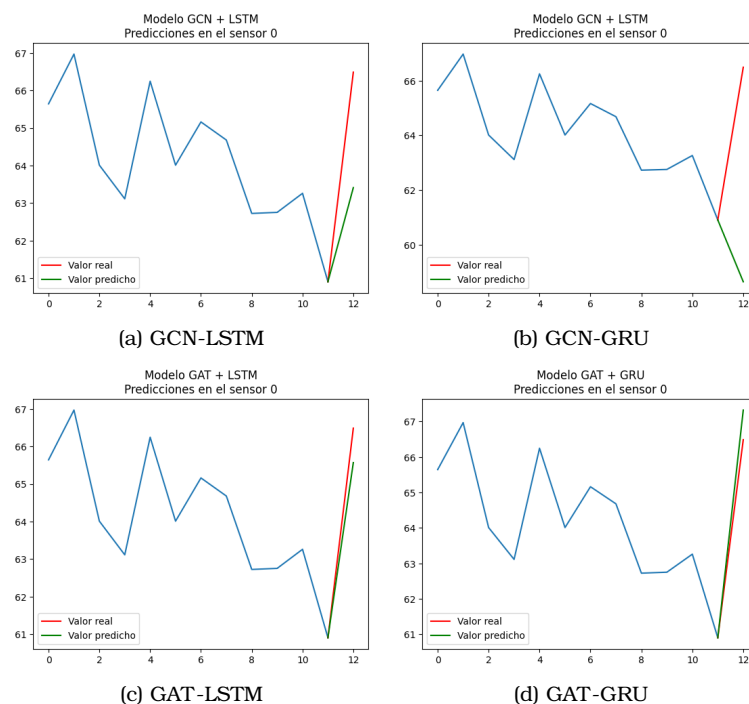 Modelo GCN + LSTM
Predicciones en el sensor 0
67
66
65
64
63
62
61
Valor real
Valor predicho
0 2 4 6 8 10 12
(a) GCN-LSTM
Modelo GCN + LSTM
Predicciones en el sensor 0
66
64
62
60
Valor real
Valor predicho
0 2 4 6 8 10 12
(b) GCN-GRU
Modelo GAT + LSTM
Predicciones en el sensor 0
67
66
65
64
63
62
61
Valor real
Valor predicho
0 2 4 6 8 10 12
(c) GAT-LSTM
Modelo GAT + GRU
Predicciones en el sensor 0
67
66
65
64
63
62
61
Valor real
Valor predicho
0 2 4 6 8 10 12
(d) GAT-GRU